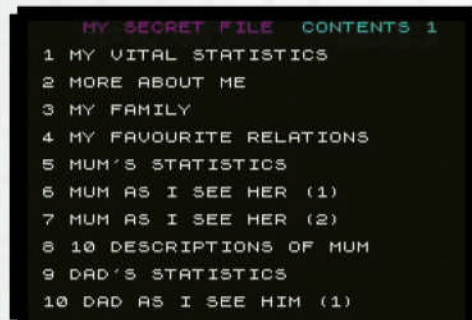 MY SECRET FILE CONTENTS 1
1 MY VITAL STATISTICS
2 MORE ABOUT ME
3 MY FAMILY
4 MY FAVOURITE RELATIONS
5 MUM'S STATISTICS
6 MUM AS I SEE HER (1)
7 MUM AS I SEE HER (2)
8 10 DESCRIPTIONS OF MUM
9 DAD'S STATISTICS
10 DAD AS I SEE HIM (1)